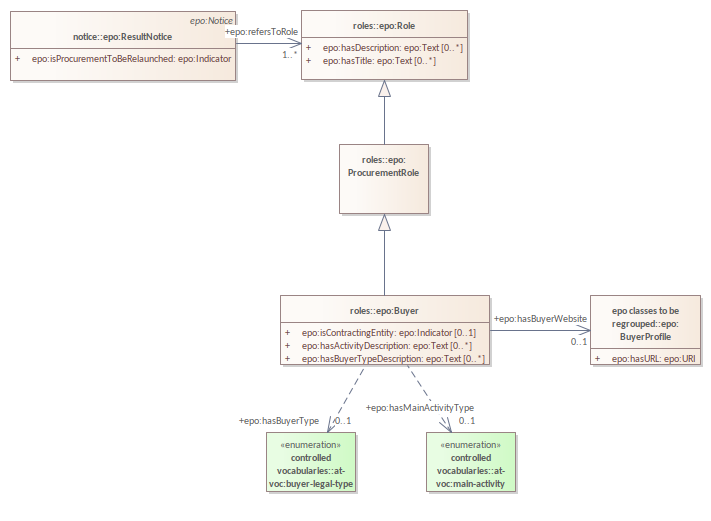 epo:Notice
notice::epo:ResultNotice
+ epo:isProcurementToBeRelaunched: epo:Indicator
+epo:refersToRole
1..*
roles::epo:Role
+ epo:hasDescription: epo:Text [0..*]
+ epo:hasTitle: epo:Text [0..*]
roles::epo:
ProcurementRole
roles::epo:Buyer
+ epo:isContractingEntity: epo:Indicator [0..1]
+ epo:hasActivityDescription: epo:Text [0..*]
+ epo:hasBuyerTypeDescription: epo:Text [0..*]
+epo:hasBuyerWebsite
0..1
epo classes to be
regrouped::epo:
BuyerProfile
+ epo:hasURL: epo:URI
+epo:hasBuyerType
0..1
+epo:hasMainActivityType
0..1
«enumeration»
controlled
vocabularies::at-
voc:buyer-legal-type
«enumeration»
controlled
vocabularies::at-
voc:main-activity